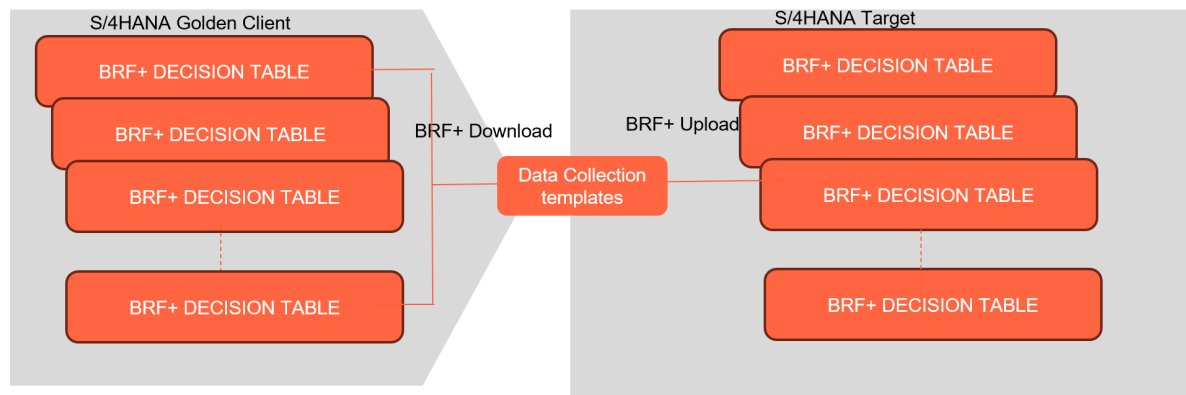 S/4HANA Golden Client
BRF+ DECISION TABLE
BRF+ DECISION TABLE
BRF+ DECISION TABLE
BRF+ DECISION TABLE
BRF+ Download
Data Collection
templates
BRF+ Upload
S/4HANA Target
BRF+ DECISION TABLE
BRF+ DECISION TABLE
BRF+ DECISION TABLE
BRF+ DECISION TABLE